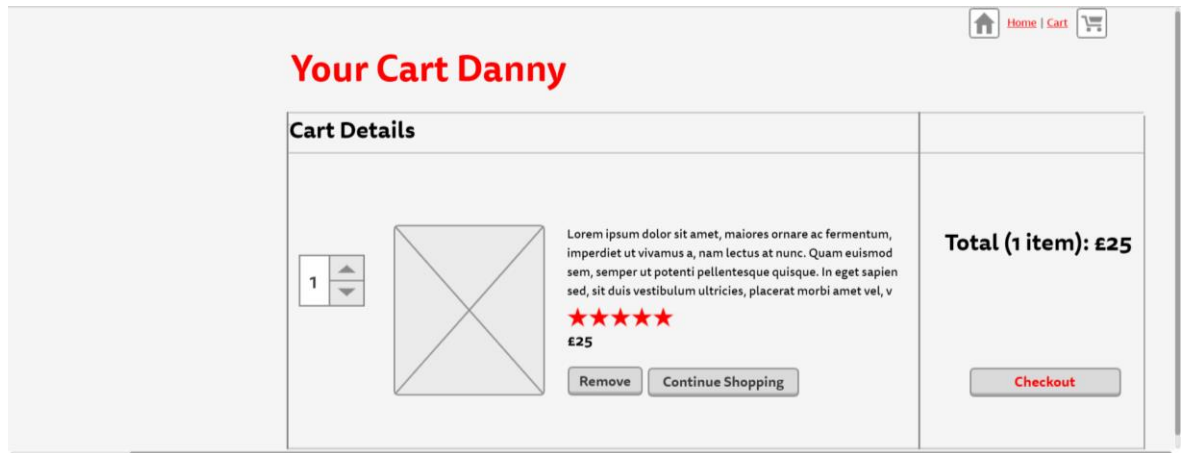 Home | Cart
Your Cart Danny
Cart Details
1
Lorem ipsum dolor sit amet, maiores ornare ac fermentum,
imperdiet ut vivamus a, nam lectus at nunc. Quam euismod
sem, semper ut potenti pellentesque quisque. In eget sapien
sed, sit duis vestibulum ultricies, placerat morbi amet vel, v
£25
Remove
Continue Shopping
Total (1 item): £25
Checkout